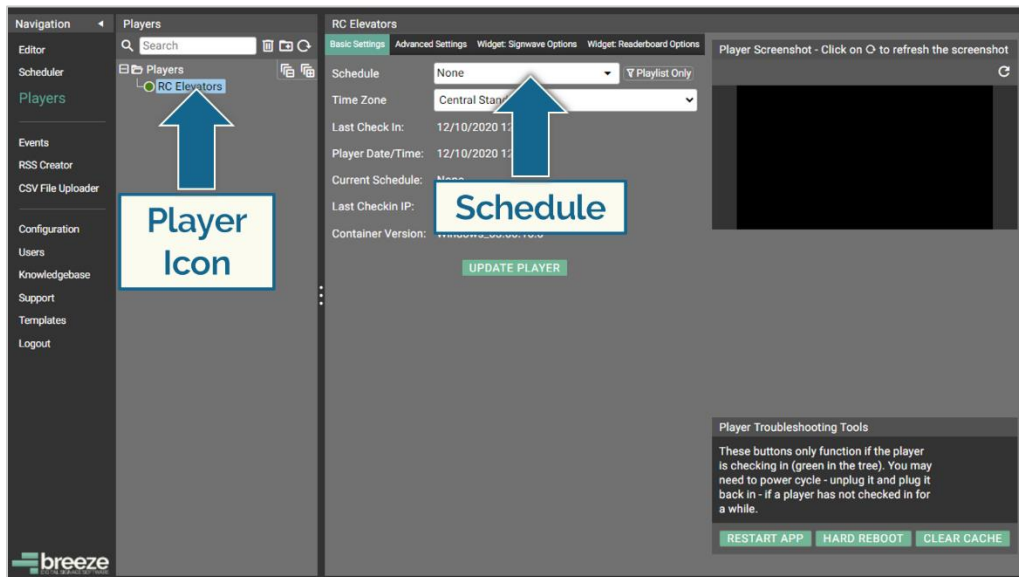 Navigation
Editor
Scheduler
Players
Events
RSS Creator
CSV File Uploader
Configuration
Users
Knowledgebase
Support
Templates
Logout
breeze
DIGITAL SIGNAGE SOFTWARE
Players
Search
Players
RC Elevators
Player
Icon
RC Elevators
Basic Settings Advanced Settings Widget: Signwave Options Widget: Readerboard Options
Schedule None Playlist Only
Time Zone Central
Last Check In: 12/10/2020
Player Date/Time: 12/10/2020
Current Schedule: None
Last Checkin IP:
Container Version:
Schedule
UPDATE PLAYER
Player Screenshot - Click on to refresh the screenshot
Player Troubleshooting Tools
These buttons only function if the player
is checking in (green in the tree). You may
need to power cycle - unplug it and plug it
back in - if a player has not checked in for
a while.
RESTART APP HARD REBOOT CLEAR CACHE